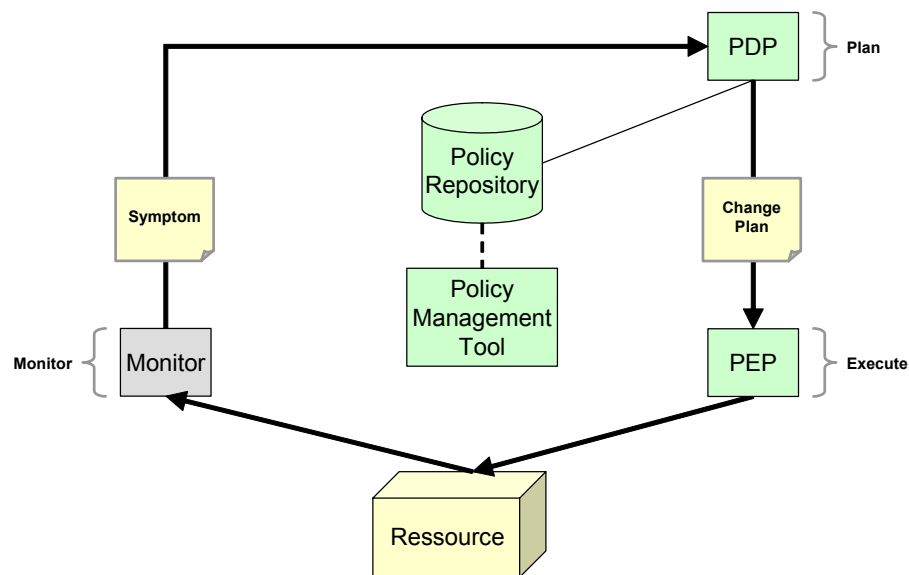 PDP
Plan
Policy
Repository
Symptom
Change
Plan
Policy
Management
Tool
Monitor
Monitor
PEP
Execute
Ressource